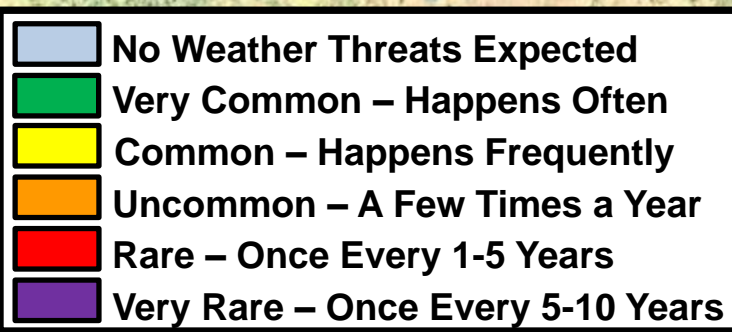 No Weather Threats Expected
Very Common – Happens Often
Common – Happens Frequently
Uncommon – A Few Times a Year
Rare – Once Every 1-5 Years
Very Rare – Once Every 5-10 Years